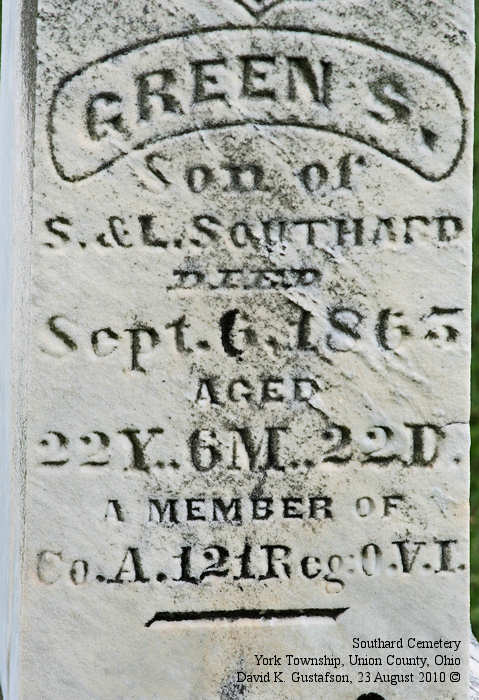 GREEN S.
Son of
S. & L. SOUTHARD
DIED
Sept. 6, 1863
AGED
22Y., 6M., 22D.
A MEMBER OF
Co. A. 121 Reg. O. V. I.
Southard Cemetery
York Township, Union County, Ohio
David K. Gustafson, 23 August 2010 ©